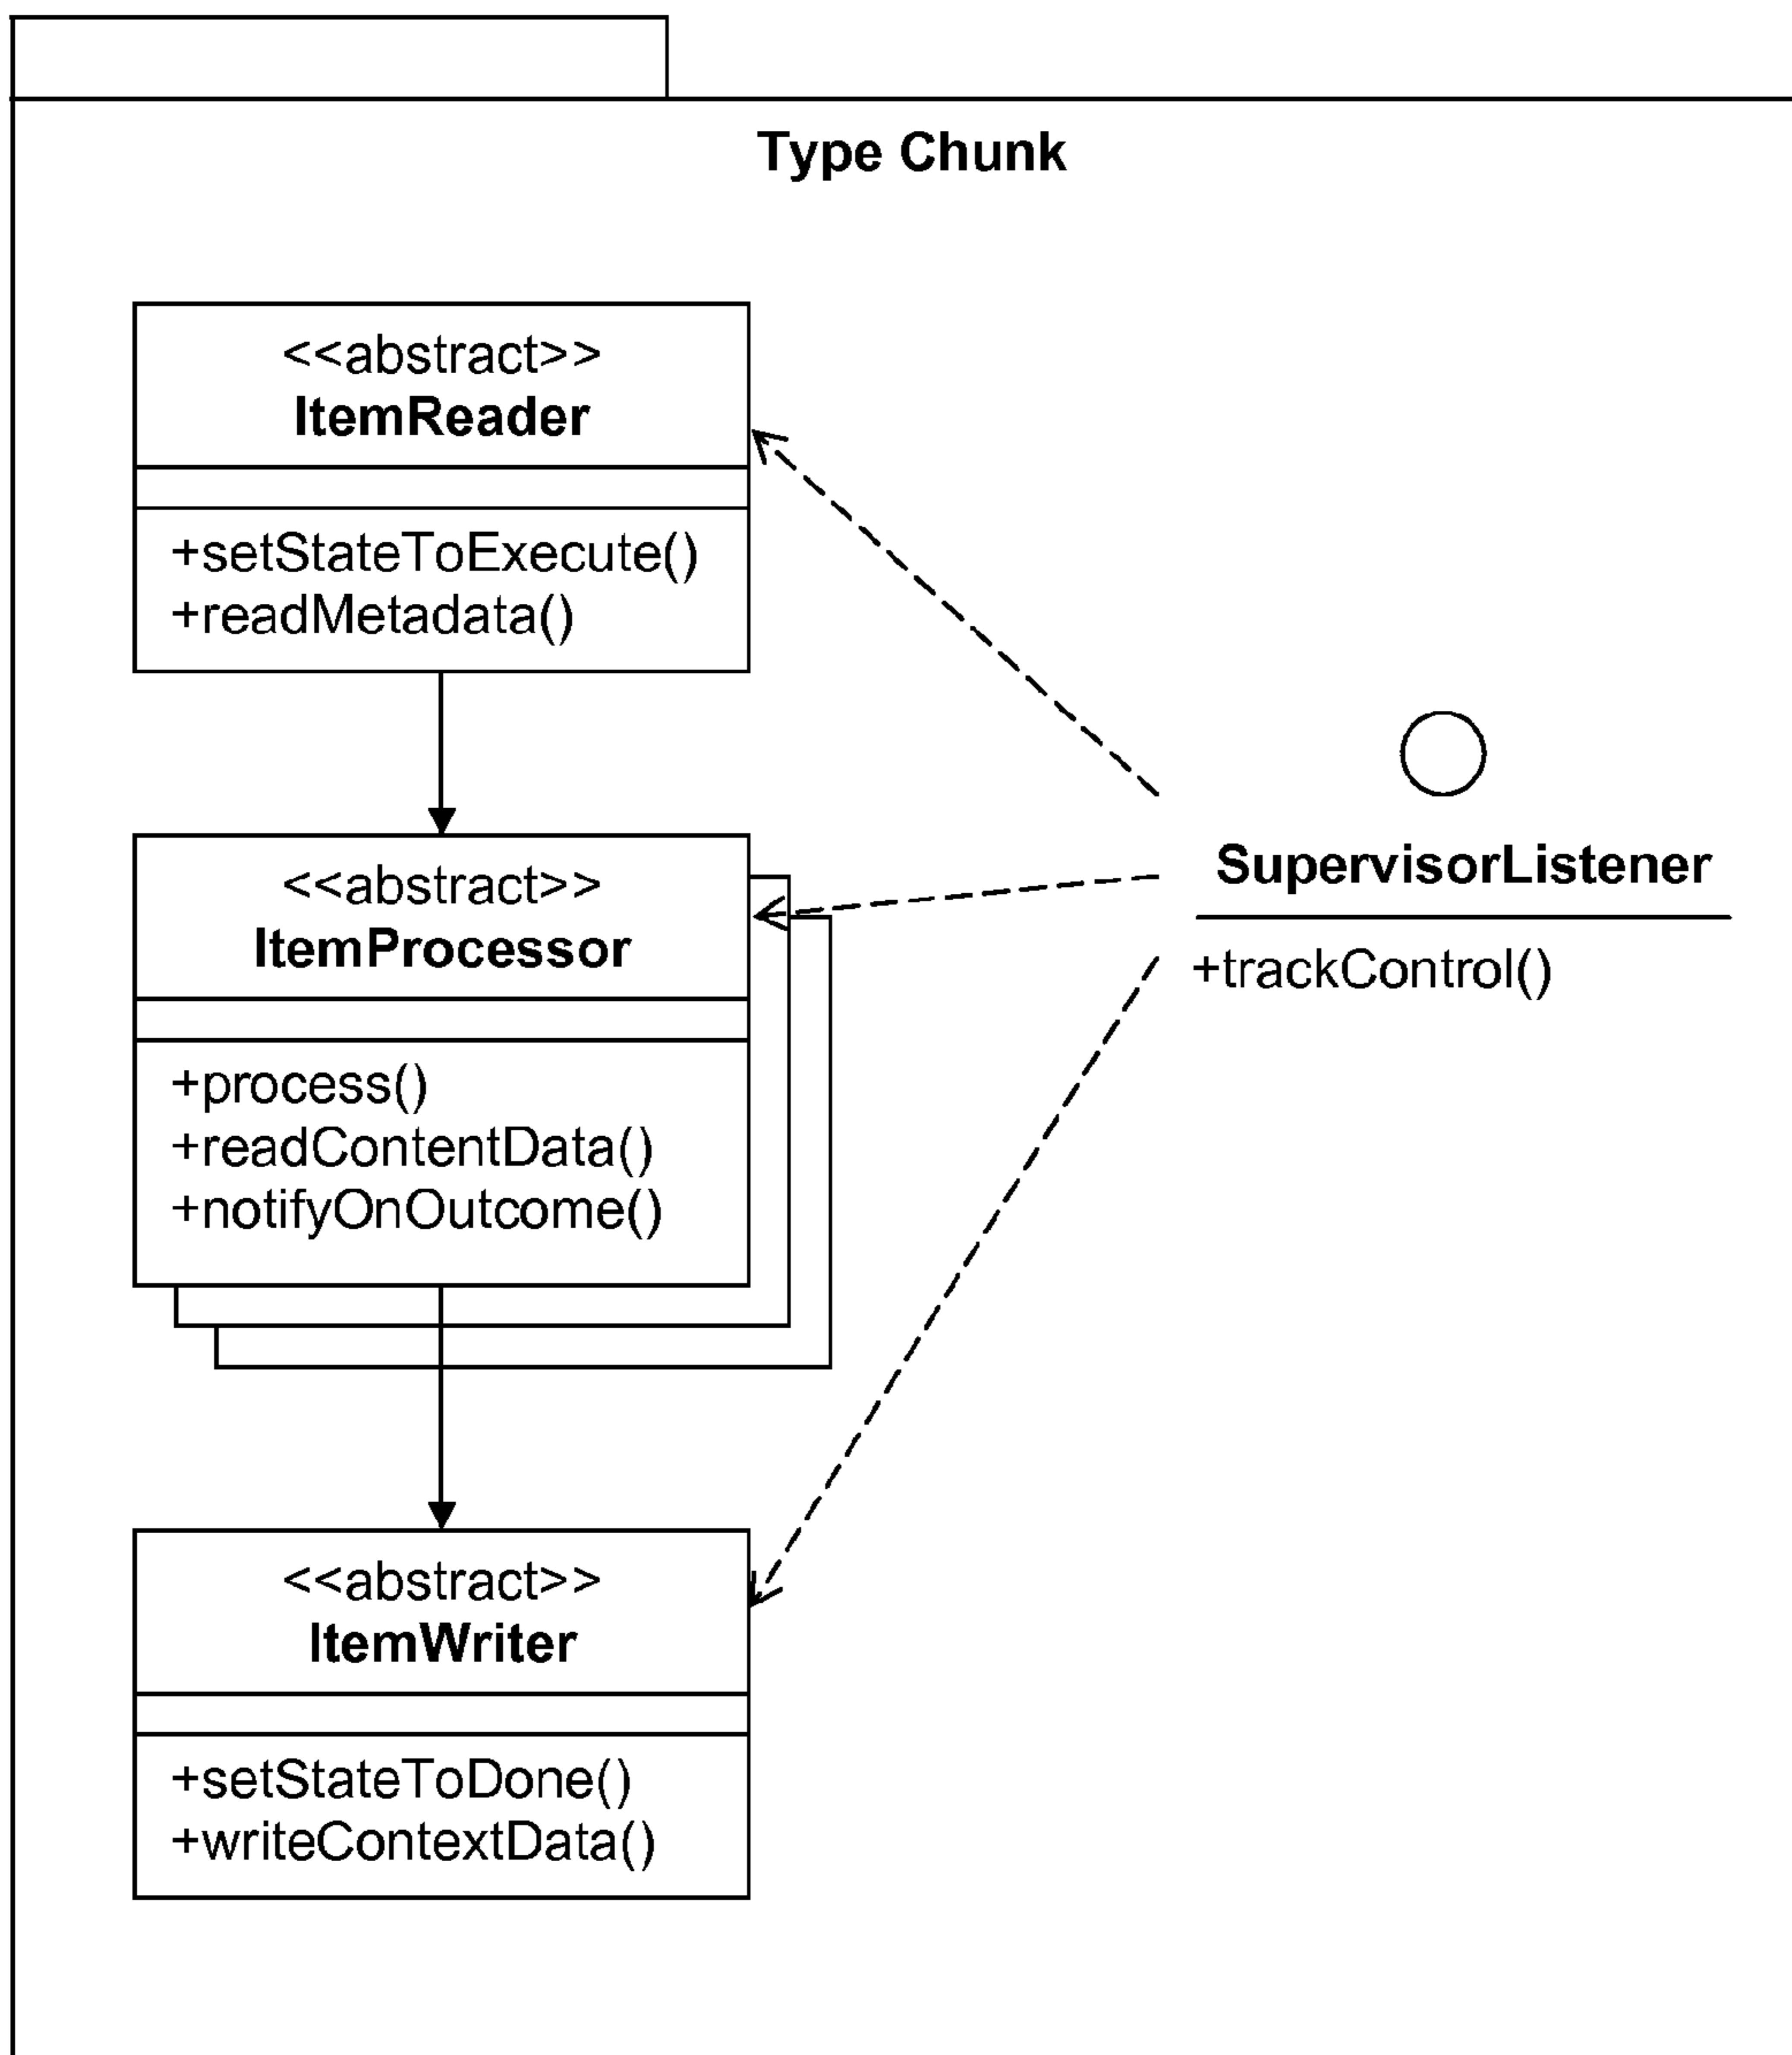 Type Chunk
<<abstract>>
ItemReader
+setStateToExecute()
+readMetadata()
<<abstract>>
ItemProcessor
+process()
+readContentData()
+notifyOnOutcome()
SupervisorListener
+trackControl()
<<abstract>>
ItemWriter
+setStateToDone()
+writeContextData()